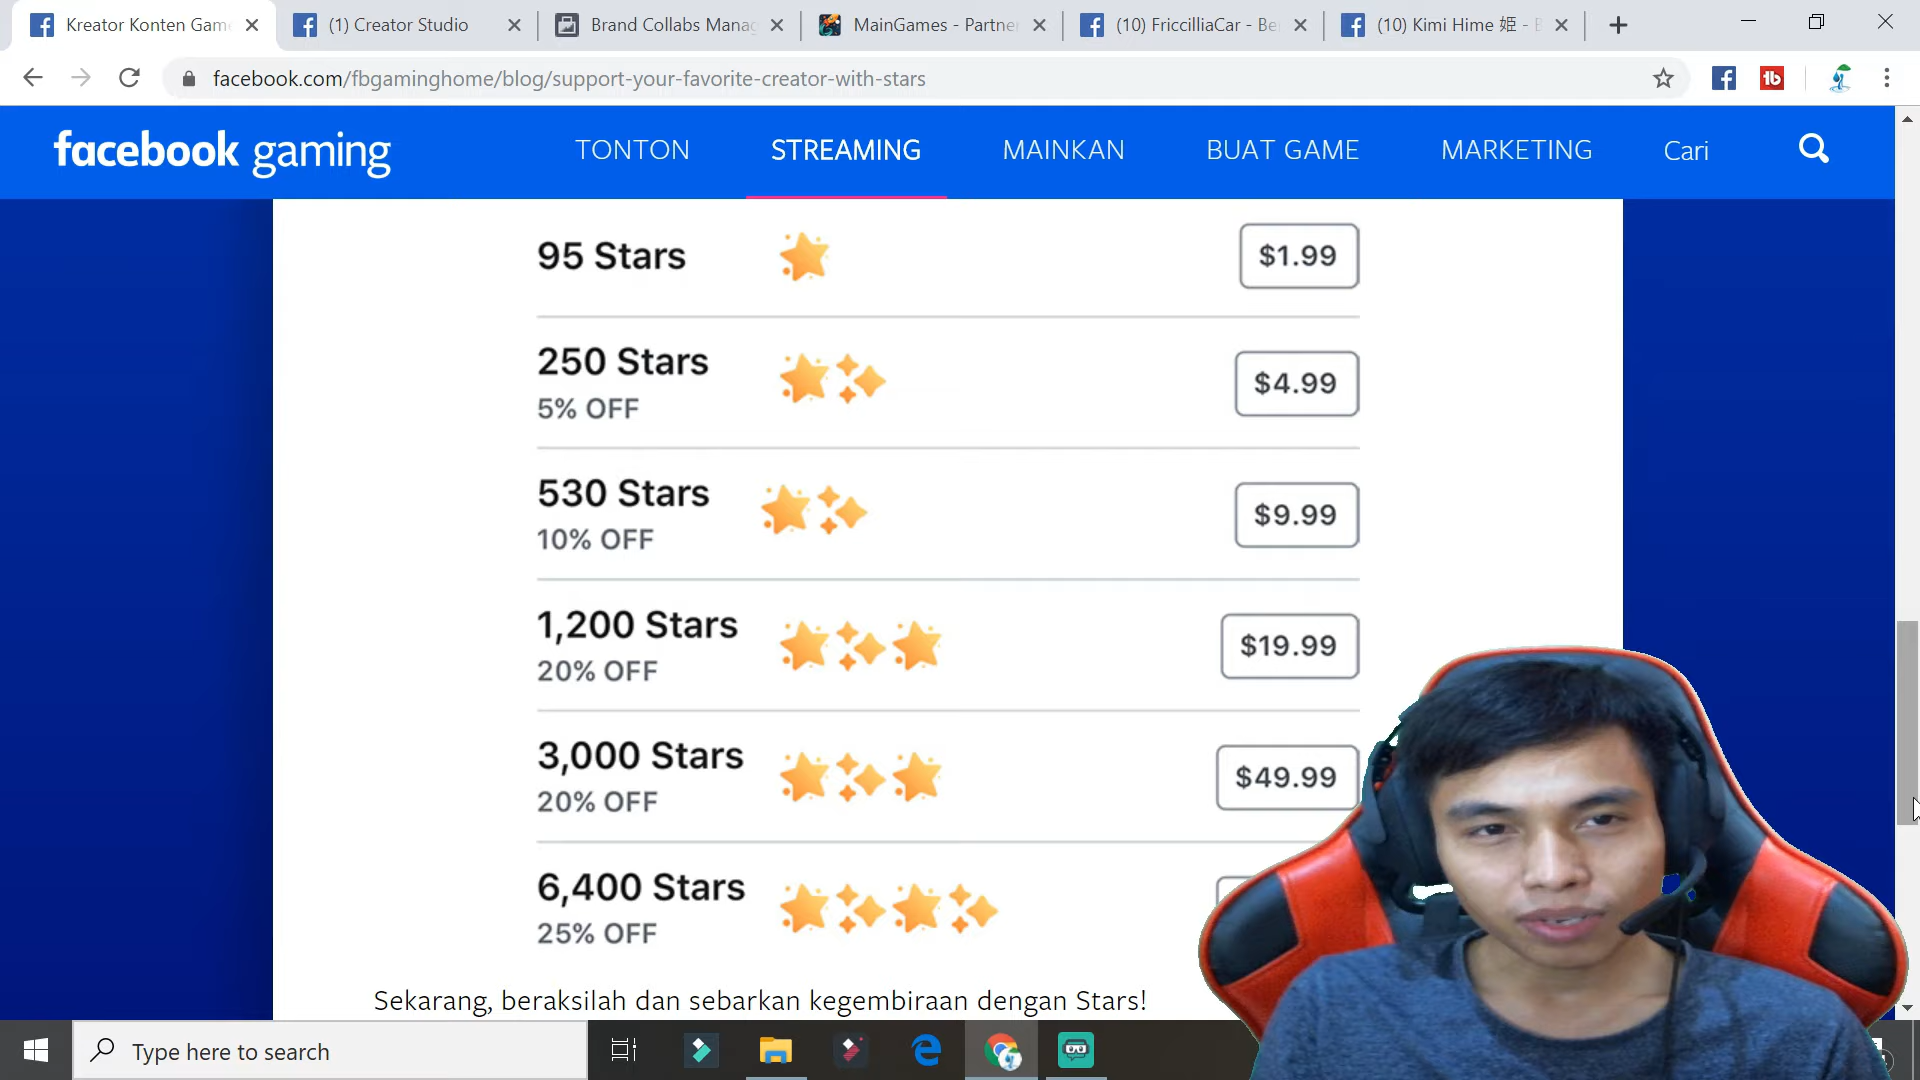 Kreator Konten Game
(1) Creator Studio
Brand Collabs Manag
MainGames - Partne
(10) FriccilliaCar - Be
(10) Kimi Hime 姫 - B
facebook.com/fbgaminghome/blog/support-your-favorite-creator-with-stars
facebook gaming
TONTON
STREAMING
MAINKAN
BUAT GAME
MARKETING
Cari
95 Stars
$1.99
250 Stars
5% OFF
$4.99
530 Stars
10% OFF
$9.99
1,200 Stars
20% OFF
$19.99
3,000 Stars
20% OFF
$49.99
6,400 Stars
25% OFF
Sekarang, beraksilah dan sebarkan kegembiraan dengan Stars!
Type here to search